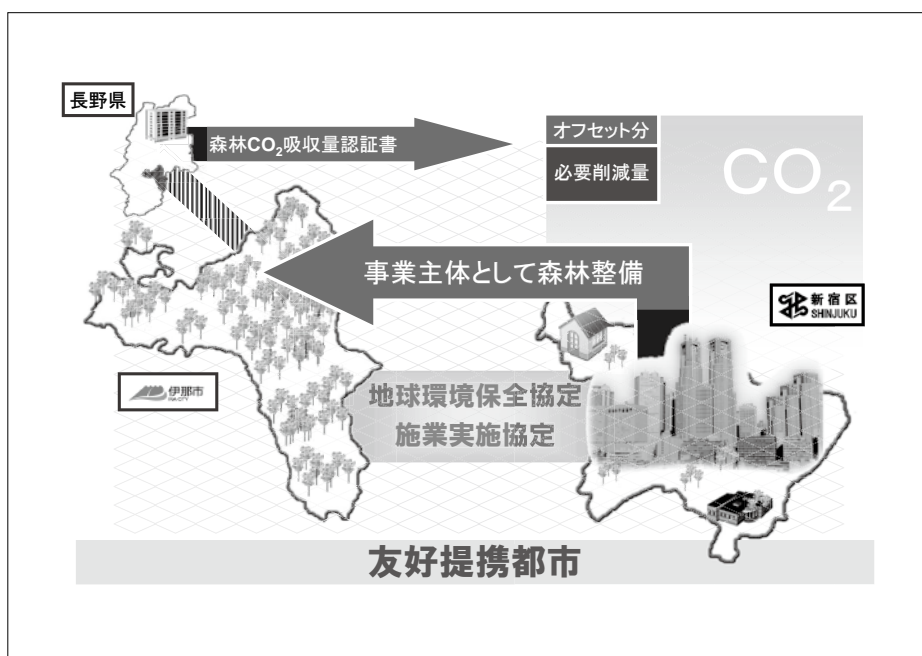 長野県
森林CO₂吸収量認証書
オフセット分
必要削減量
CO₂
事業主体として森林整備
新宿区
SHINJUKU
伊那市
INA CITY
地球環境保全協定
施業実施協定
友好提携都市